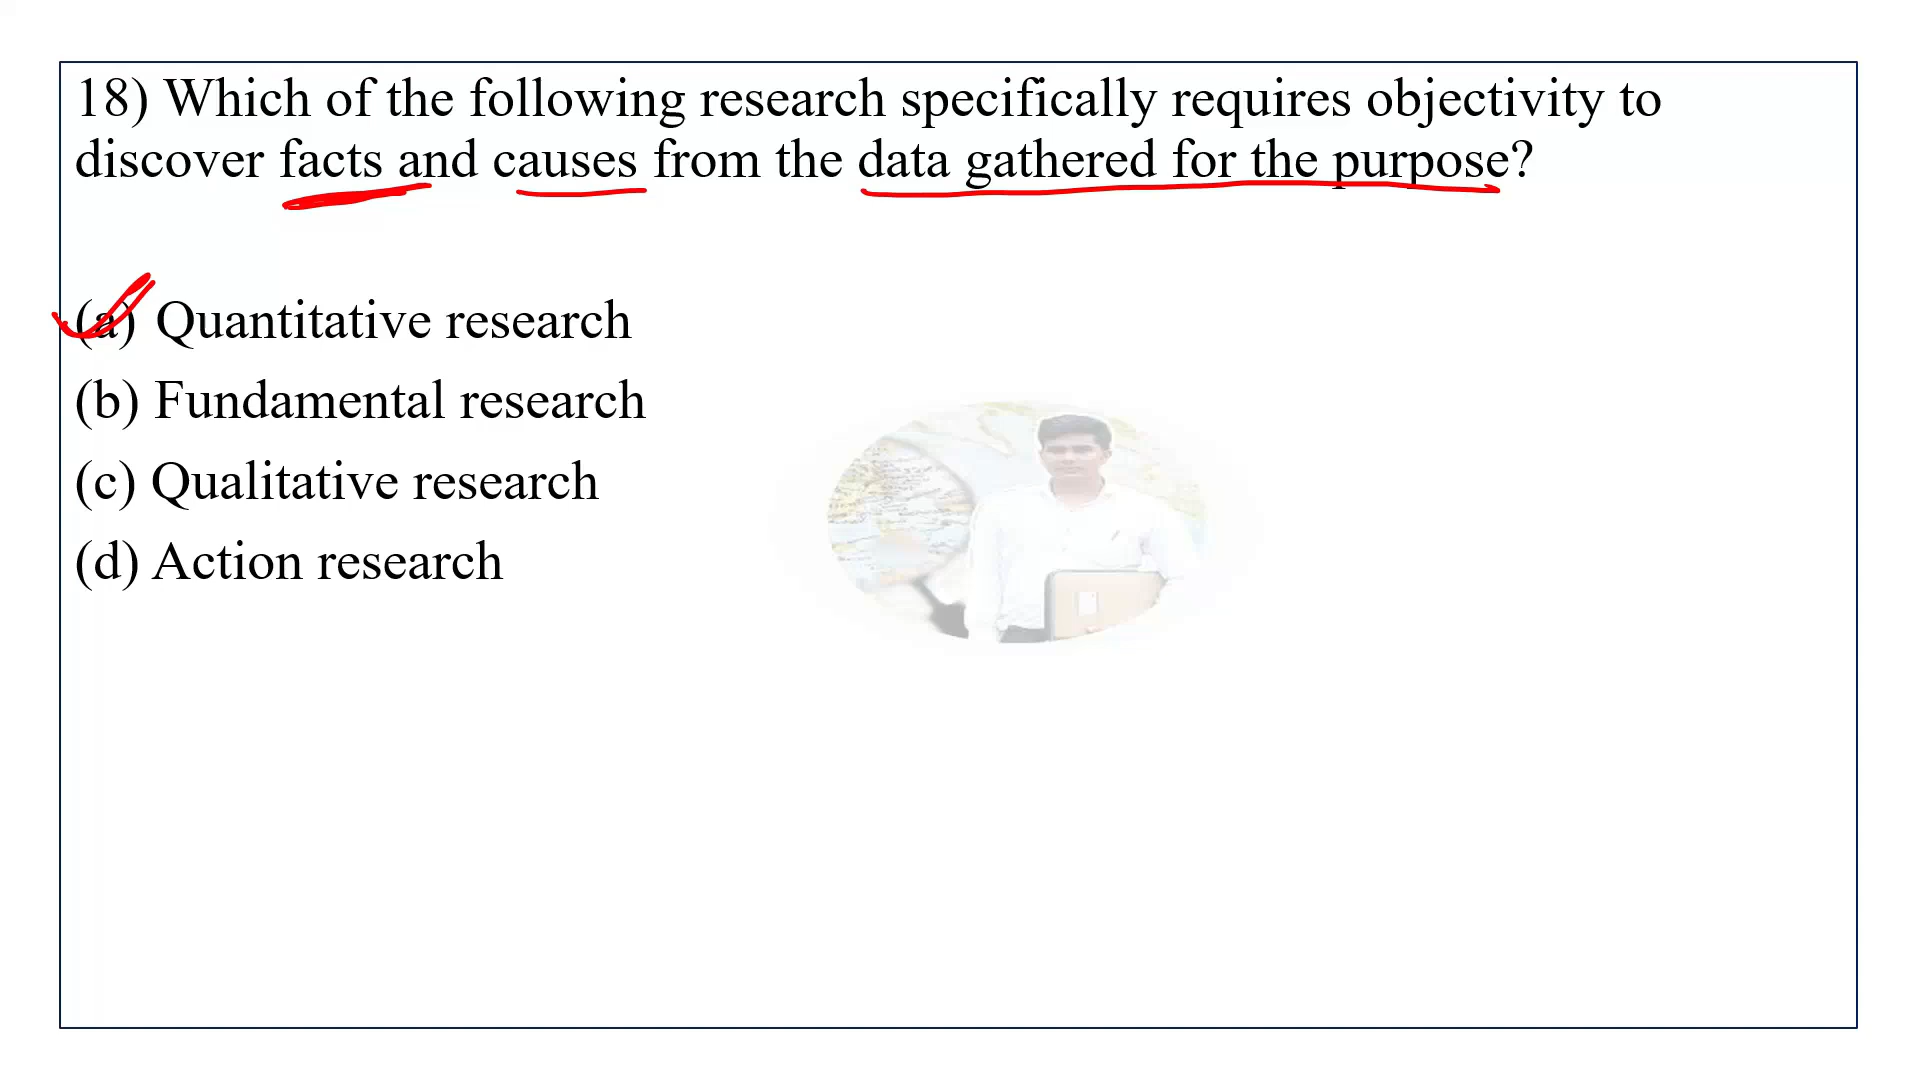 18) Which of the following research specifically requires objectivity to
discover facts and causes from the data gathered for the purpose?
(a) Quantitative research
(b) Fundamental research
(c) Qualitative research
(d) Action research